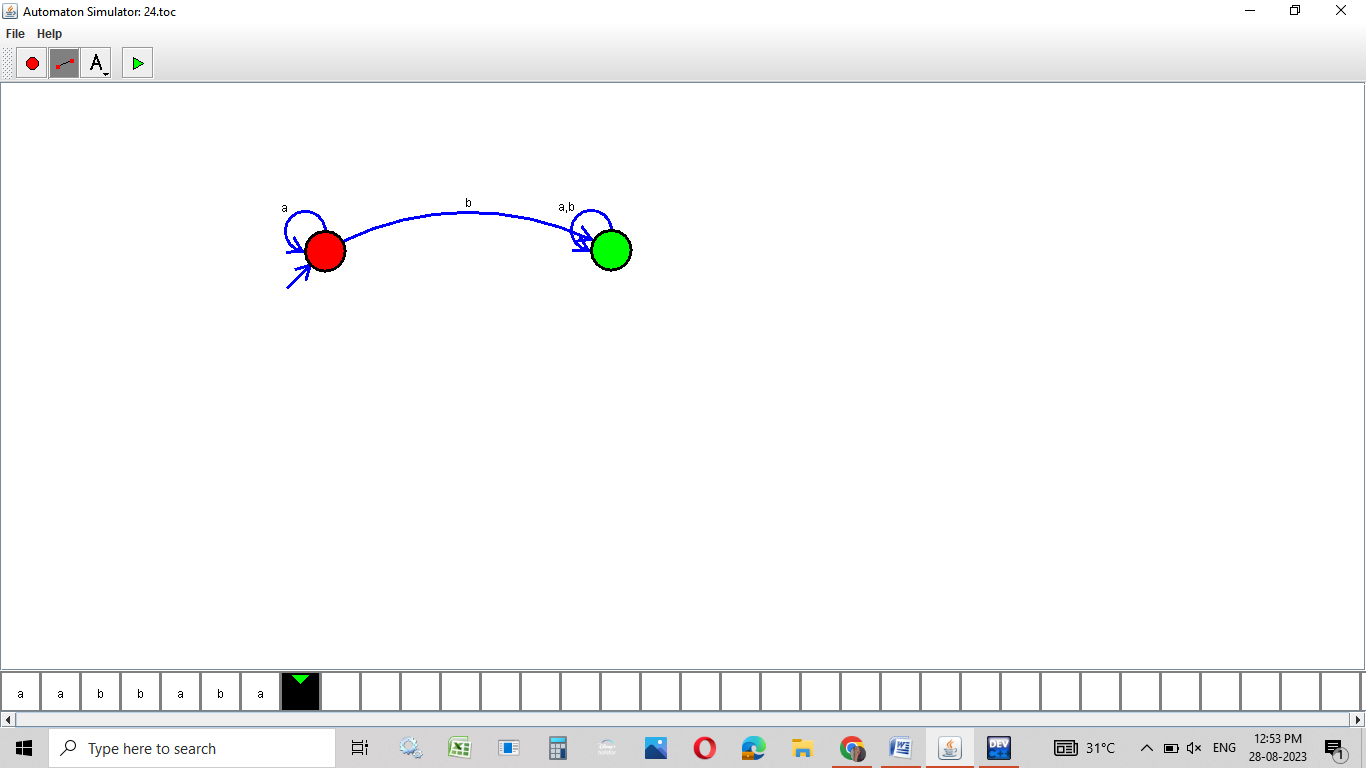 Automaton Simulator: 24.toc
File Help
A
a b a,b
a a b b a b a
Type here to search
DEV
31°C
ENG
12:53 PM
28-08-2023
1